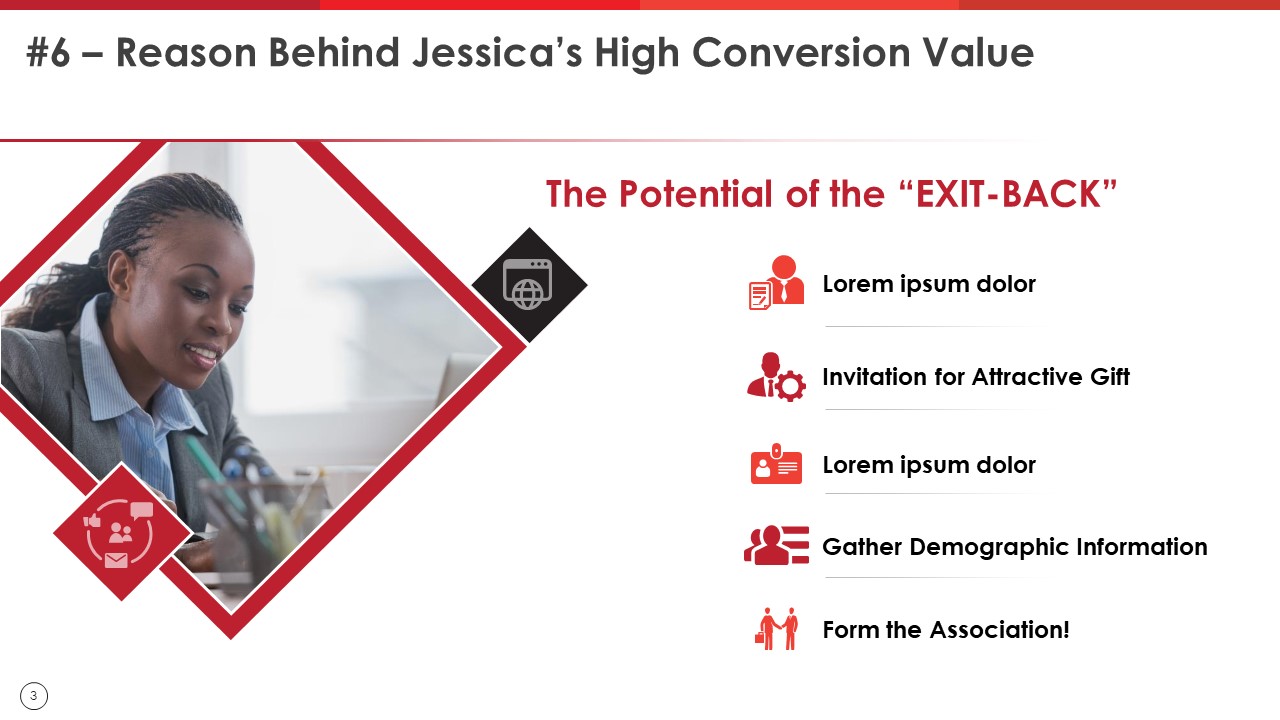 #6 – Reason Behind Jessica’s High Conversion Value
The Potential of the “EXIT-BACK”
Lorem ipsum dolor
Invitation for Attractive Gift
Lorem ipsum dolor
Gather Demographic Information
Form the Association!
3